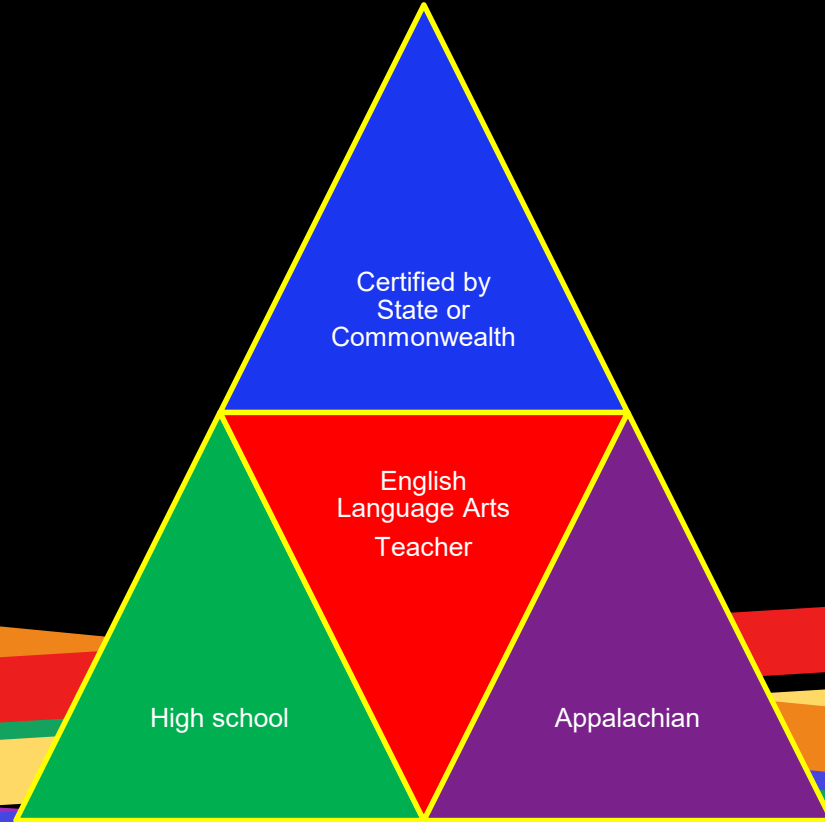 Certified by
State or
Commonwealth
English
Language Arts
Teacher
High school
Appalachian